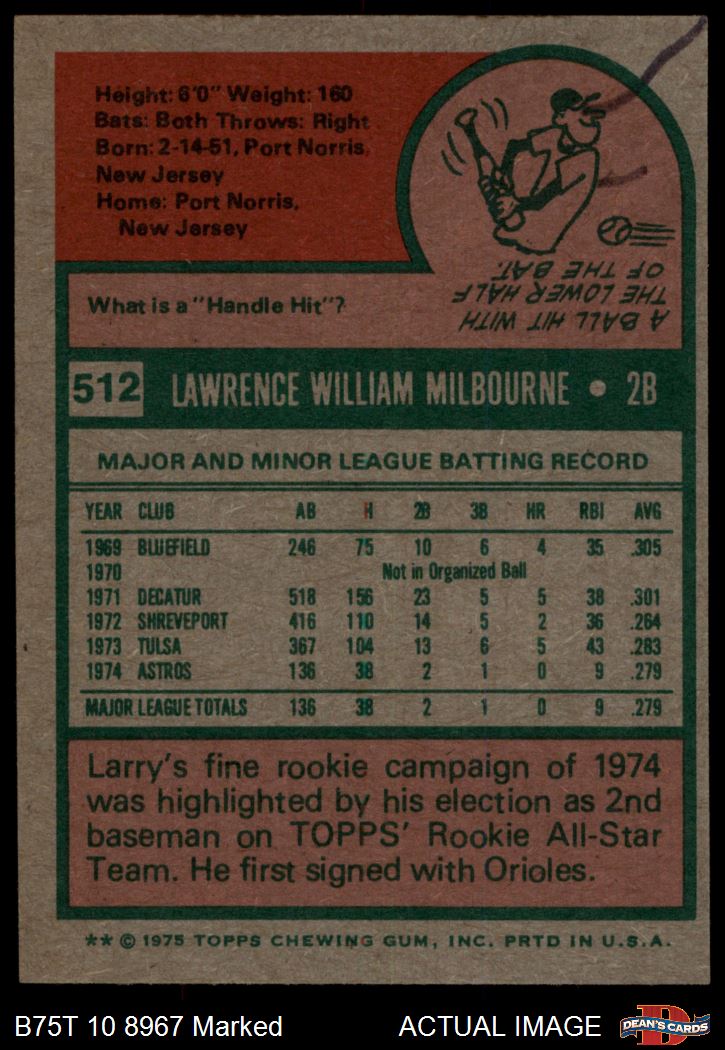 Height: 6'0" Weight: 160
Bats: Both Throws: Right
Born: 2-14-51, Port Norris,
New Jersey
Home: Port Norris,
New Jersey
What is a "Handle Hit"?
A BALL HIT WITH
THE LOWER HALF
OF THE BAT.
512 LAWRENCE WILLIAM MILBOURNE • 2B
MAJOR AND MINOR LEAGUE BATTING RECORD
YEAR CLUB AB H 2B 3B HR RBI AVG
1969 BLUEFIELD 246 75 10 6 4 35 .305
1970 Not in Organized Ball
1971 DECATUR 518 156 23 5 5 38 .301
1972 SHREVEPORT 416 110 14 5 2 36 .264
1973 TULSA 367 104 13 6 5 43 .283
1974 ASTROS 136 38 2 1 0 9 .279
MAJOR LEAGUE TOTALS 136 38 2 1 0 9 .279
Larry's fine rookie campaign of 1974
was highlighted by his election as 2nd
baseman on TOPPS' Rookie All-Star
Team. He first signed with Orioles.
** © 1975 TOPPS CHEWING GUM, INC. PRTD IN U.S.A.
B75T 10 8967 Marked ACTUAL IMAGE DEAN'S CARDS